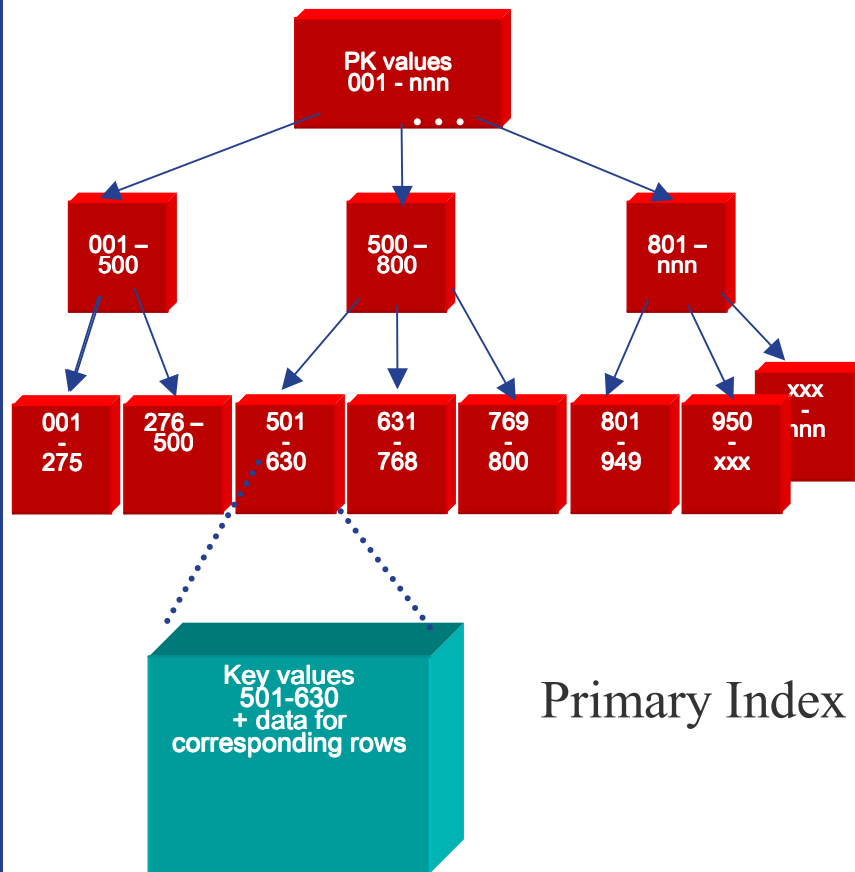 PK values
001 - nnn
. . .
001 –
500
500 –
800
801 –
nnn
001
-
275
276 –
500
501
-
630
631
-
768
769
-
800
801
-
949
950
-
xxx
xxx
-
nnn
Key values
501-630
+ data for
corresponding rows
Primary Index